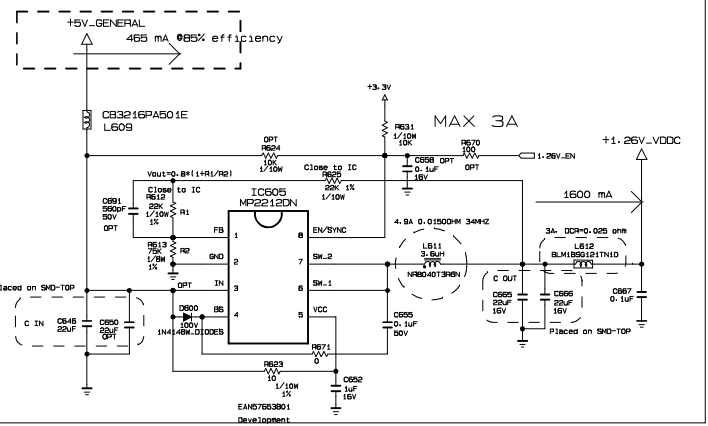 +5V_GENERAL
465 mA @85% efficiency
CB3216PA501E
L609
+3.3V
MAX 3A
R631
1/10W
10K
OPT
R624
10K
1/10W
C658
0.1uF
16V
OPT
R670
100
OPT
1.26V_EN
+1.26V_VDDC
Vout=0.8*(1+R1/R2)
Close to IC
R625
22K 1%
1/10W
1600 mA
C691
560pF
50V
OPT
Close to IC
R612
22K
1/10W
1%
R1
IC605
MP2212DN
R613
75K
1/8W
1%
R2
FB
1
8
EN/SYNC
GND
2
7
SW_2
IN
3
6
SW_1
BS
4
5
VCC
4.9A 0.0150OHM 34MHZ
L611
3.6uH
NR8040T3R6N
3A. DCR=0.025 ohm
L612
BLM18SG121TN1D
Placed on SMD-TOP
C IN
C646
22uF
C650
22uF
OPT
OPT
D600
100V
1N4148W_DIODES
C655
0.1uF
50V
C OUT
C665
22uF
16V
C666
22uF
16V
C667
0.1uF
Placed on SMD-TOP
R671
0
R623
10
1/10W
1%
C652
1uF
16V
EAN57653801
Development